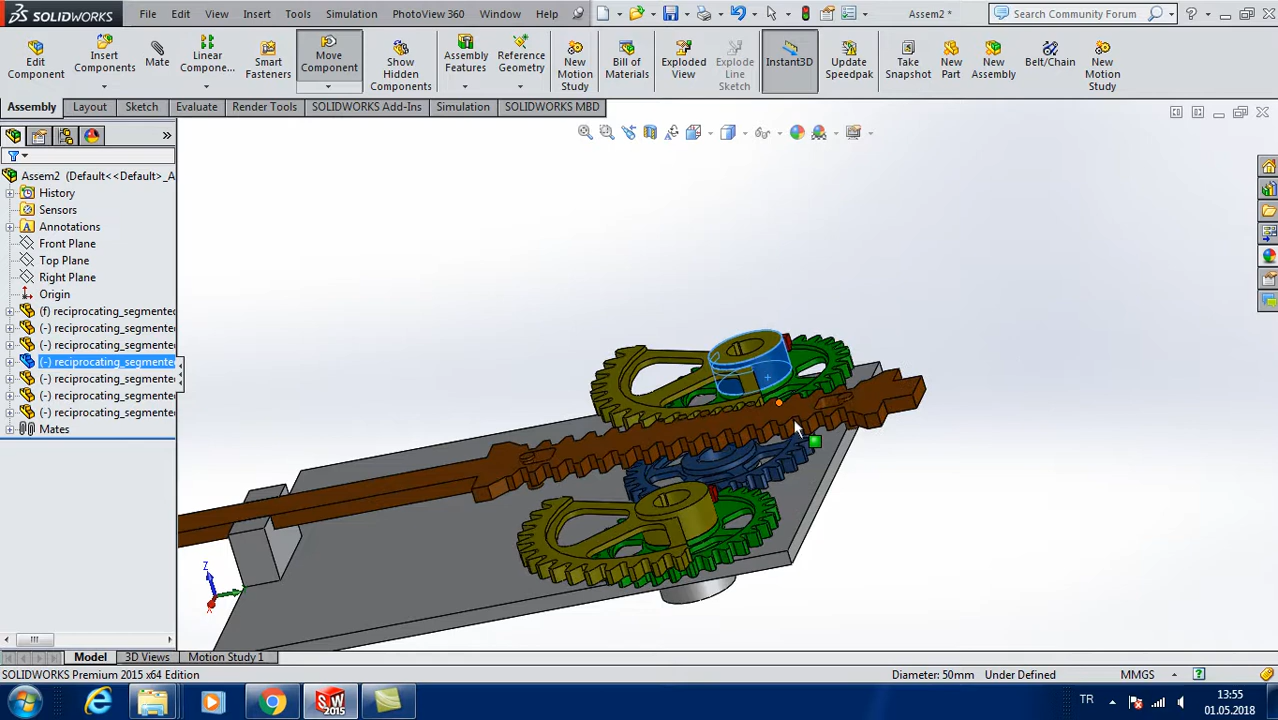 SOLIDWORKS File Edit View Insert Tools Simulation PhotoView 360 Window Help Assem2 * Search Community Forum
Edit Component
Insert Components
Mate
Linear Compone...
Smart Fasteners
Move Component
Show Hidden Components
Assembly Features
Reference Geometry
New Motion Study
Bill of Materials
Exploded View
Explode Line Sketch
Instant3D
Update Speedpak
Take Snapshot
New Part
New Assembly
Belt/Chain
New Motion Study
Assembly Layout Sketch Evaluate Render Tools SOLIDWORKS Add-Ins Simulation SOLIDWORKS MBD
Assem2 (Default<<Default>_A
History
Sensors
Annotations
Front Plane
Top Plane
Right Plane
Origin
(f) reciprocating_segmented
(-) reciprocating_segmente
(-) reciprocating_segmente
(-) reciprocating_segmente
(-) reciprocating_segmente
(-) reciprocating_segmente
(-) reciprocating_segmente
Mates
Z
Model 3D Views Motion Study 1
SOLIDWORKS Premium 2015 x64 Edition Diameter: 50mm Under Defined MMGS
SW 2015 TR 13:55
01.05.2018